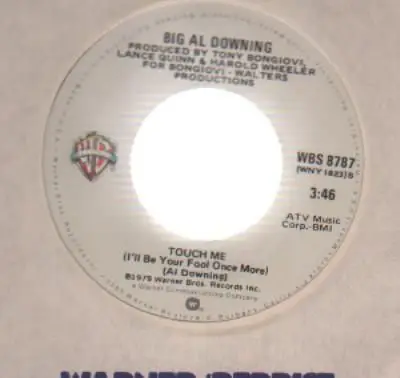 BIG AL DOWNING
PRODUCED BY TONY BONGIOVI,
LANCE QUINN & HAROLD WHEELER
FOR BONGIOVI - WALTERS
PRODUCTIONS
WBS 8787
(WNY 1823)S
3:46
ATV Music
Corp.-BMI
TOUCH ME
(I'll Be Your Fool Once More)
(Al Downing)
©1979 Warner Bros. Records Inc.
a Warner Communications Company